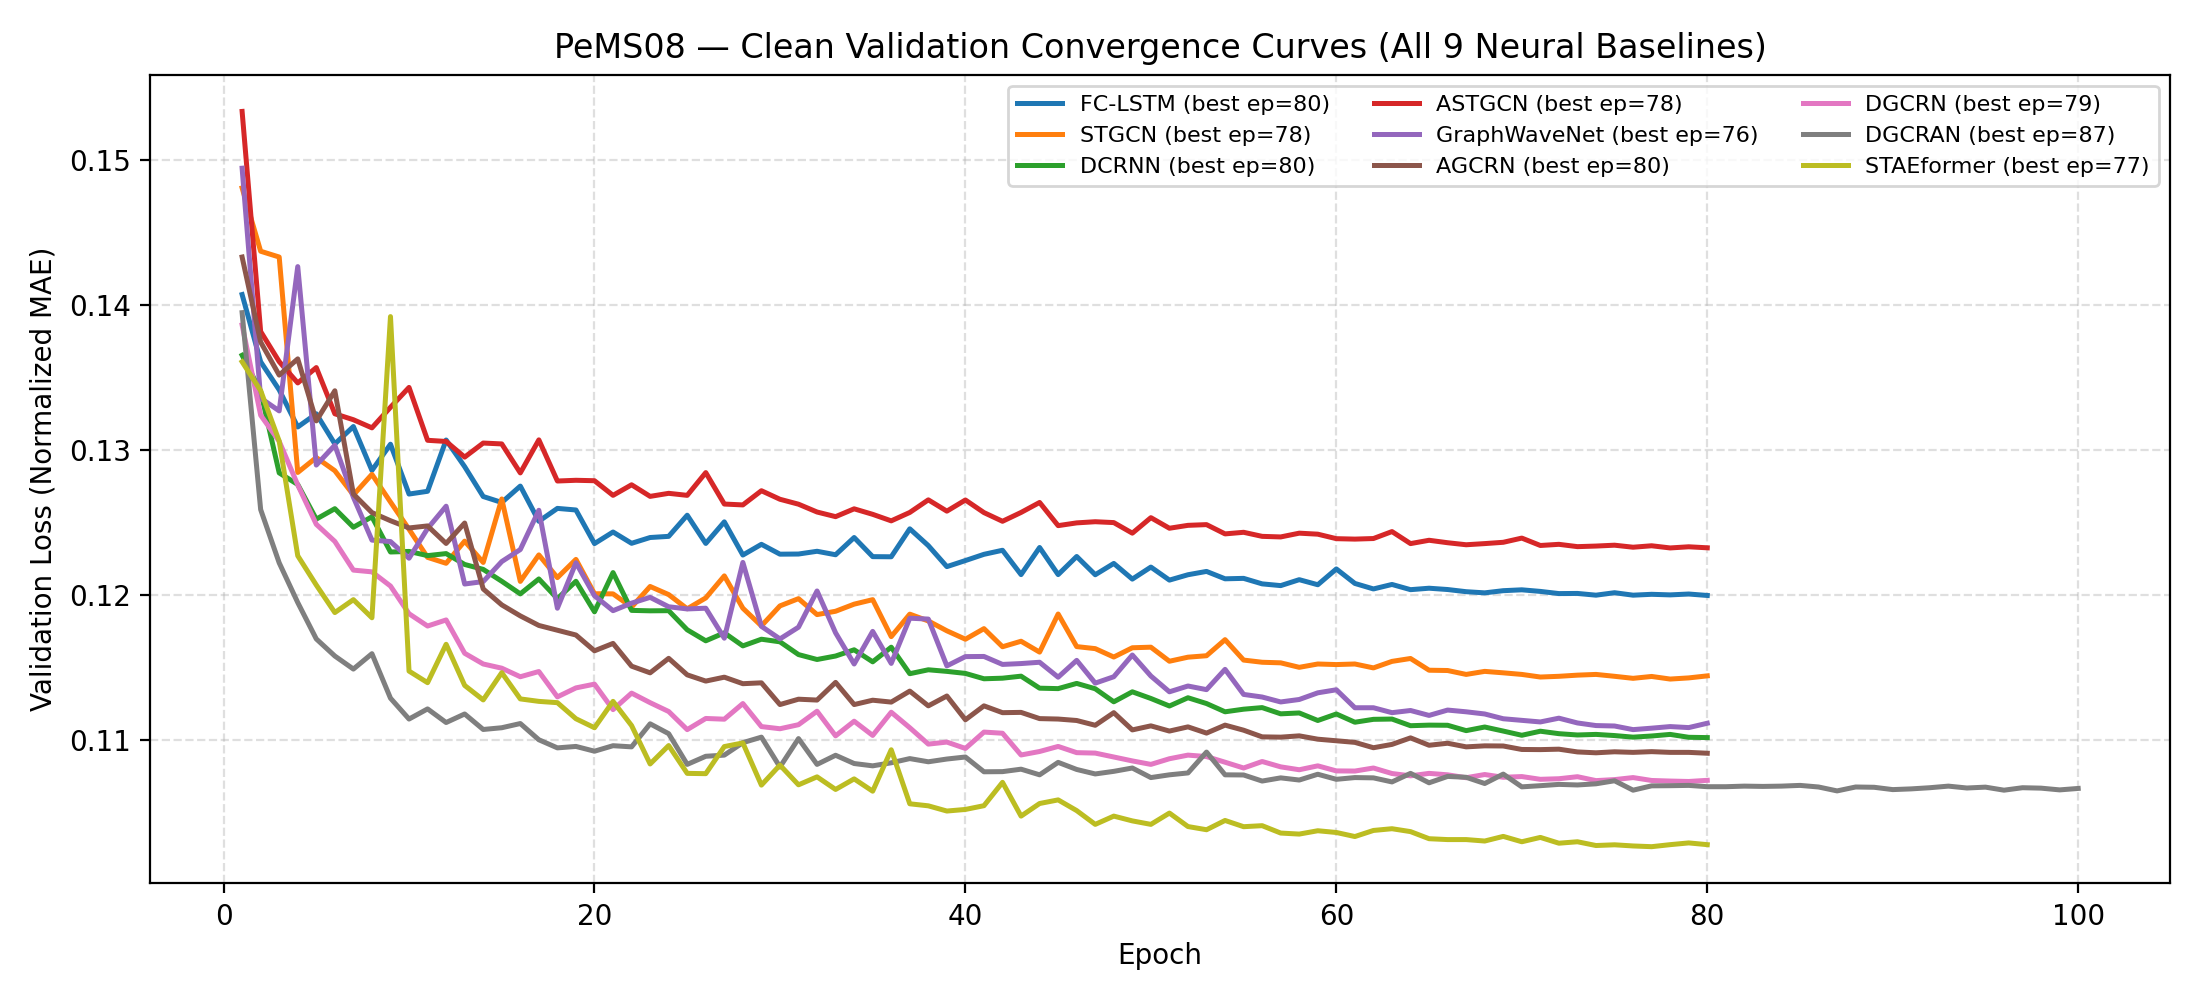 PeMS08 — Clean Validation Convergence Curves (All 9 Neural Baselines)
FC-LSTM (best ep=80)
STGCN (best ep=78)
DCRNN (best ep=80)
ASTGCN (best ep=78)
GraphWaveNet (best ep=76)
AGCRN (best ep=80)
DGCRN (best ep=79)
DGCRAN (best ep=87)
STAEformer (best ep=77)
Validation Loss (Normalized MAE)
0.15
0.14
0.13
0.12
0.11
0
20
40
60
80
100
Epoch